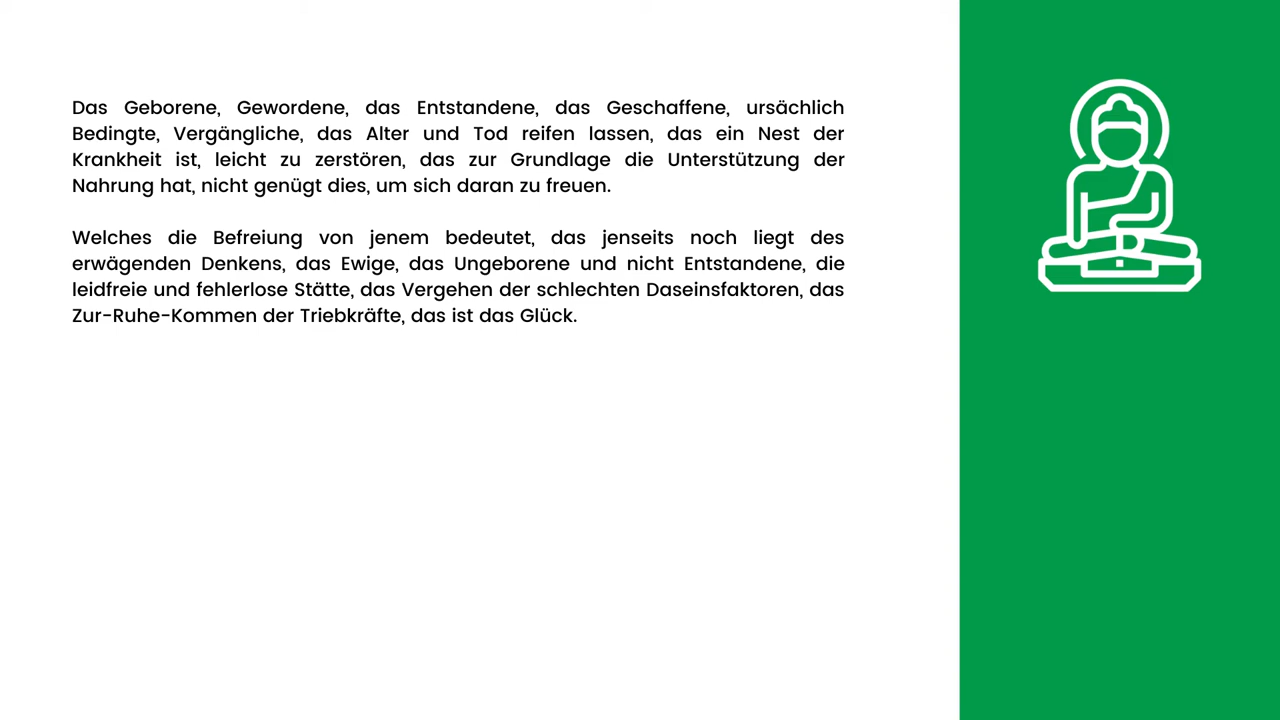 Das Geborene, Gewordene, das Entstandene, das Geschaffene, ursächlich
Bedingte, Vergängliche, das Alter und Tod reifen lassen, das ein Nest der
Krankheit ist, leicht zu zerstören, das zur Grundlage die Unterstützung der
Nahrung hat, nicht genügt dies, um sich daran zu freuen.
Welches die Befreiung von jenem bedeutet, das jenseits noch liegt des
erwägenden Denkens, das Ewige, das Ungeborene und nicht Entstandene, die
leidfreie und fehlerlose Stätte, das Vergehen der schlechten Daseinsfaktoren, das
Zur-Ruhe-Kommen der Triebkräfte, das ist das Glück.